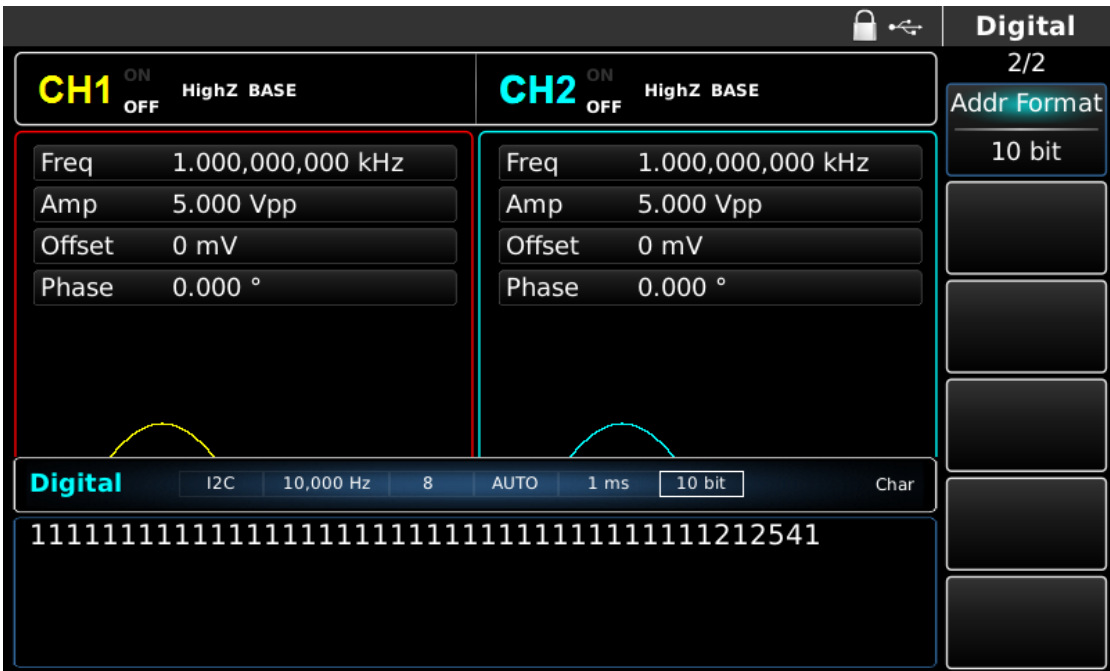 Digital
2/2
CH1 ON OFF HighZ BASE
CH2 ON OFF HighZ BASE
Addr Format
10 bit
Freq 1.000,000,000 kHz
Amp 5.000 Vpp
Offset 0 mV
Phase 0.000 °
Freq 1.000,000,000 kHz
Amp 5.000 Vpp
Offset 0 mV
Phase 0.000 °
Digital I2C 10,000 Hz 8 AUTO 1 ms 10 bit Char